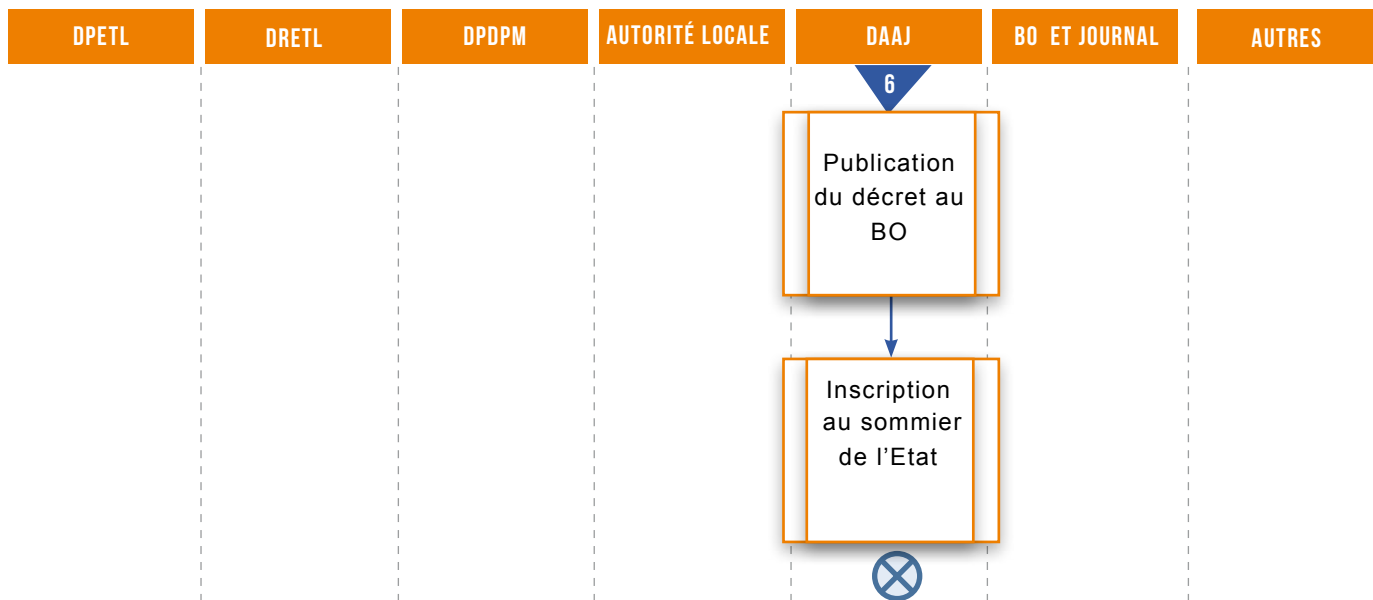 DPETL
DRETL
DPDPM
AUTORITÉ LOCALE
DAAJ
BO ET JOURNAL
AUTRES
6
Publication
du décret au
BO
Inscription
au sommier
de l’Etat